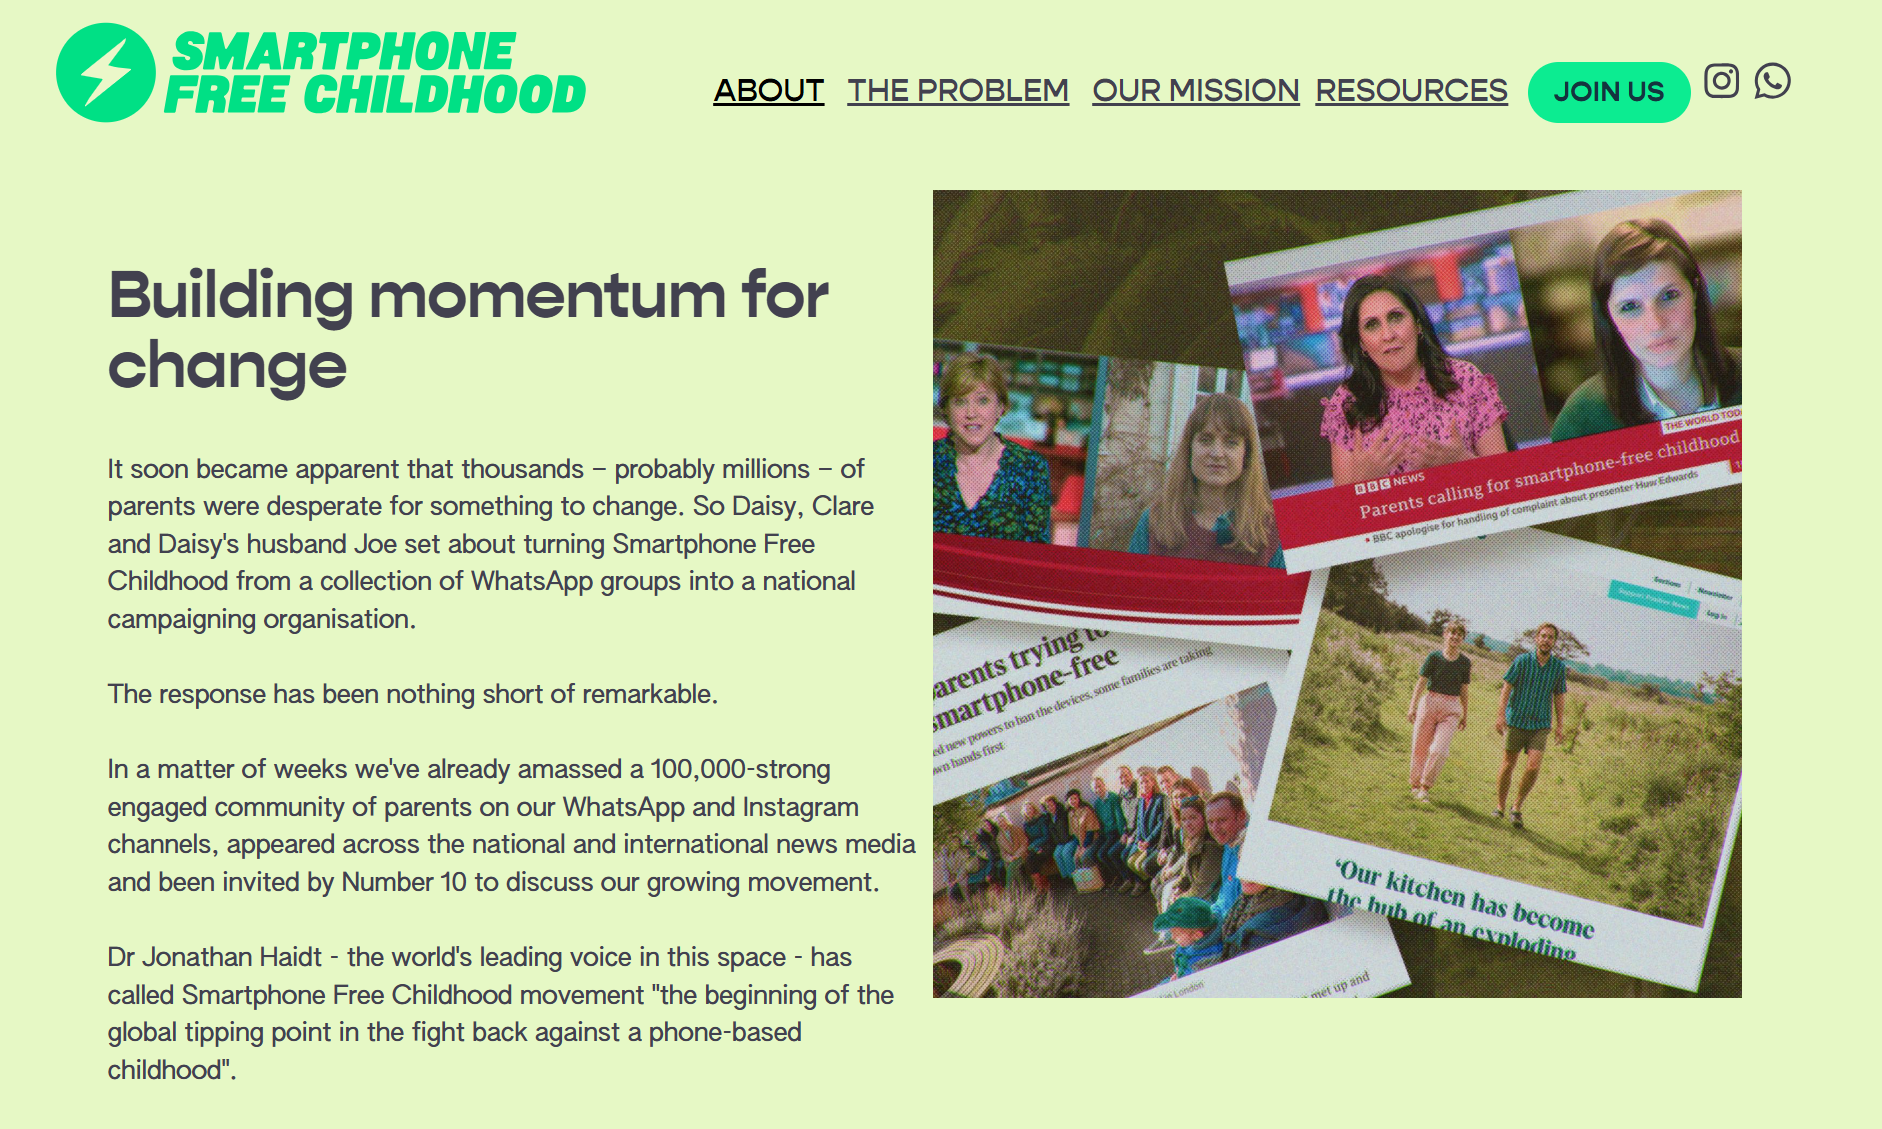 SMARTPHONE
FREE CHILDHOOD
ABOUT THE PROBLEM OUR MISSION RESOURCES JOIN US
Building momentum for
change
It soon became apparent that thousands – probably millions – of
parents were desperate for something to change. So Daisy, Clare
and Daisy's husband Joe set about turning Smartphone Free
Childhood from a collection of WhatsApp groups into a national
campaigning organisation.
The response has been nothing short of remarkable.
In a matter of weeks we've already amassed a 100,000-strong
engaged community of parents on our WhatsApp and Instagram
channels, appeared across the national and international news media
and been invited by Number 10 to discuss our growing movement.
Dr Jonathan Haidt - the world's leading voice in this space - has
called Smartphone Free Childhood movement "the beginning of the
global tipping point in the fight back against a phone-based
childhood".
THE WORLD TOD
BBC NEWS
Parents calling for smartphone-free childhood
BBC apologise for handling of complaint about presenter Huw Edwards
Sections Newsletter
Support Positive News
Log in
arents trying to
smartphone-free
ed new powers to ban the devices, some families are taking
own hands first
'Our kitchen has become
the hub of an exploding
in London
met up and